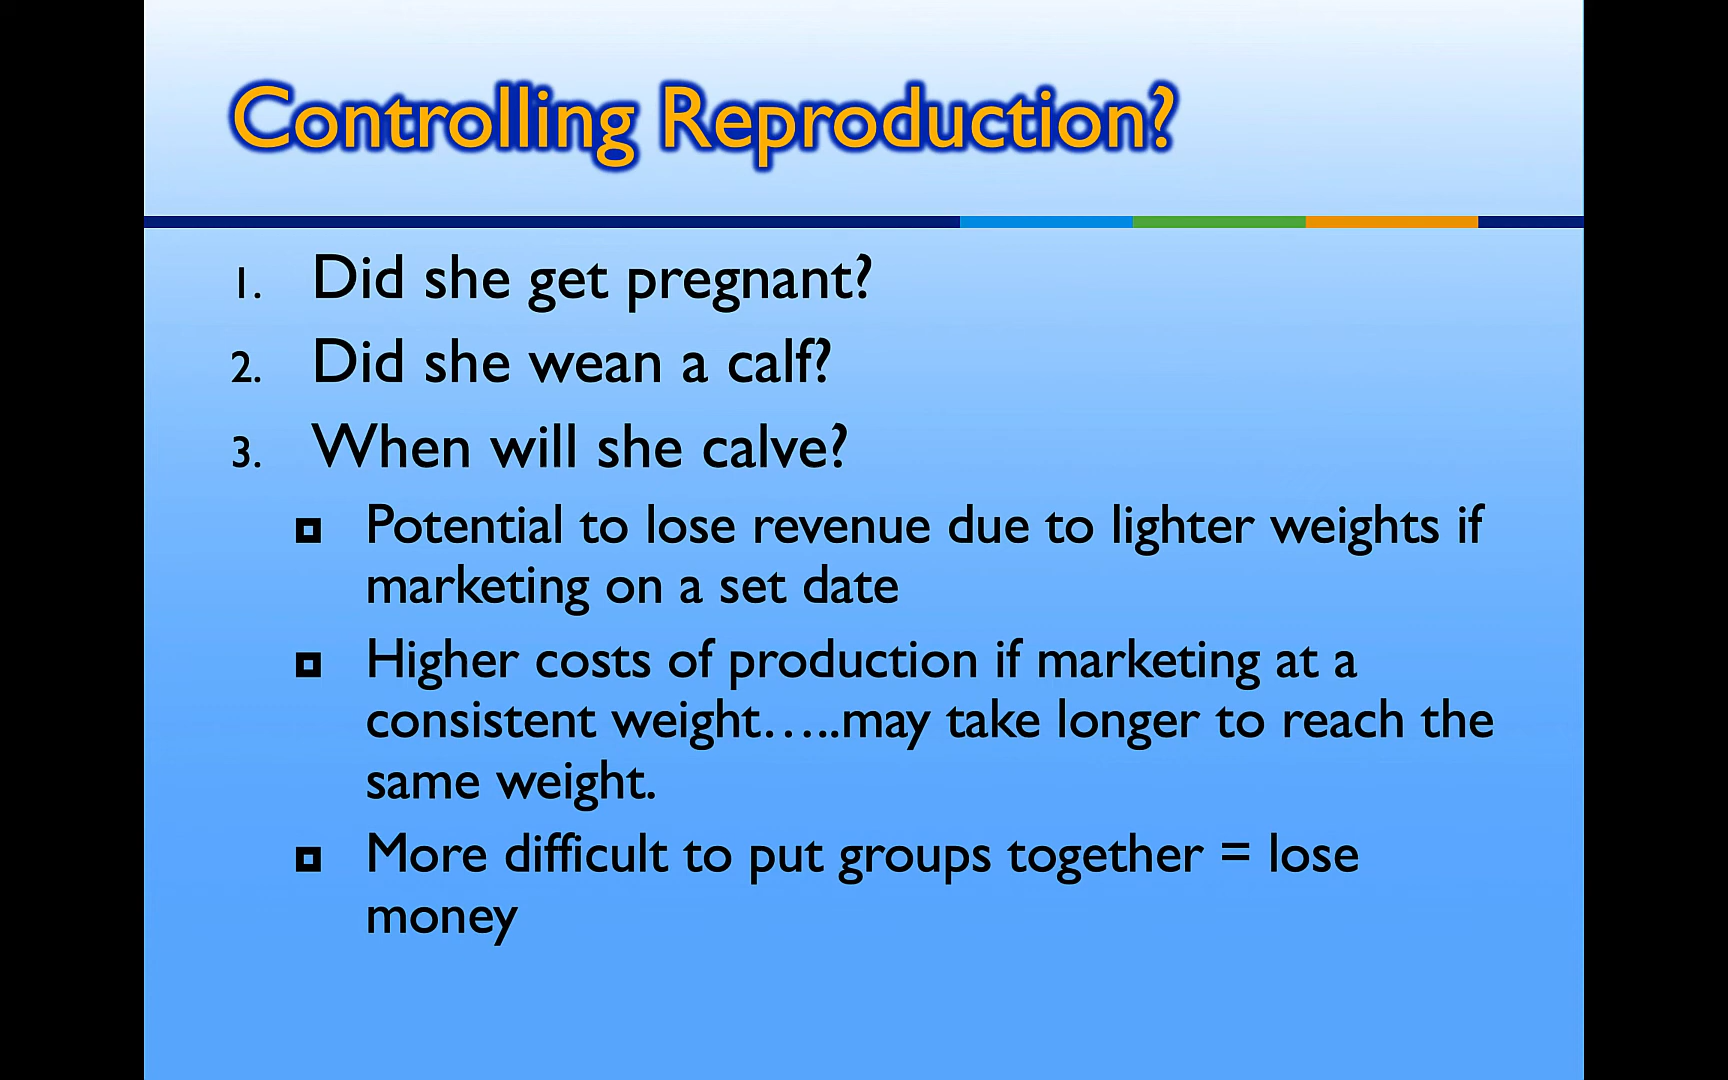 Controlling Reproduction?
1. Did she get pregnant?
2. Did she wean a calf?
3. When will she calve?
Potential to lose revenue due to lighter weights if
marketing on a set date
Higher costs of production if marketing at a
consistent weight…..may take longer to reach the
same weight.
More difficult to put groups together = lose
money